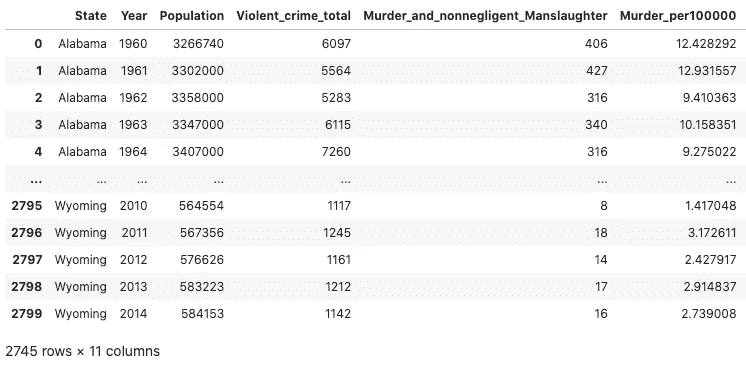 State Year Population Violent_crime_total Murder_and_nonnegligent_Manslaughter Murder_per100000
0 Alabama 1960 3266740 6097 406 12.428292
1 Alabama 1961 3302000 5564 427 12.931557
2 Alabama 1962 3358000 5283 316 9.410363
3 Alabama 1963 3347000 6115 340 10.158351
4 Alabama 1964 3407000 7260 316 9.275022
... ... ... ... ... ... ...
2795 Wyoming 2010 564554 1117 8 1.417048
2796 Wyoming 2011 567356 1245 18 3.172611
2797 Wyoming 2012 576626 1161 14 2.427917
2798 Wyoming 2013 583223 1212 17 2.914837
2799 Wyoming 2014 584153 1142 16 2.739008
2745 rows × 11 columns